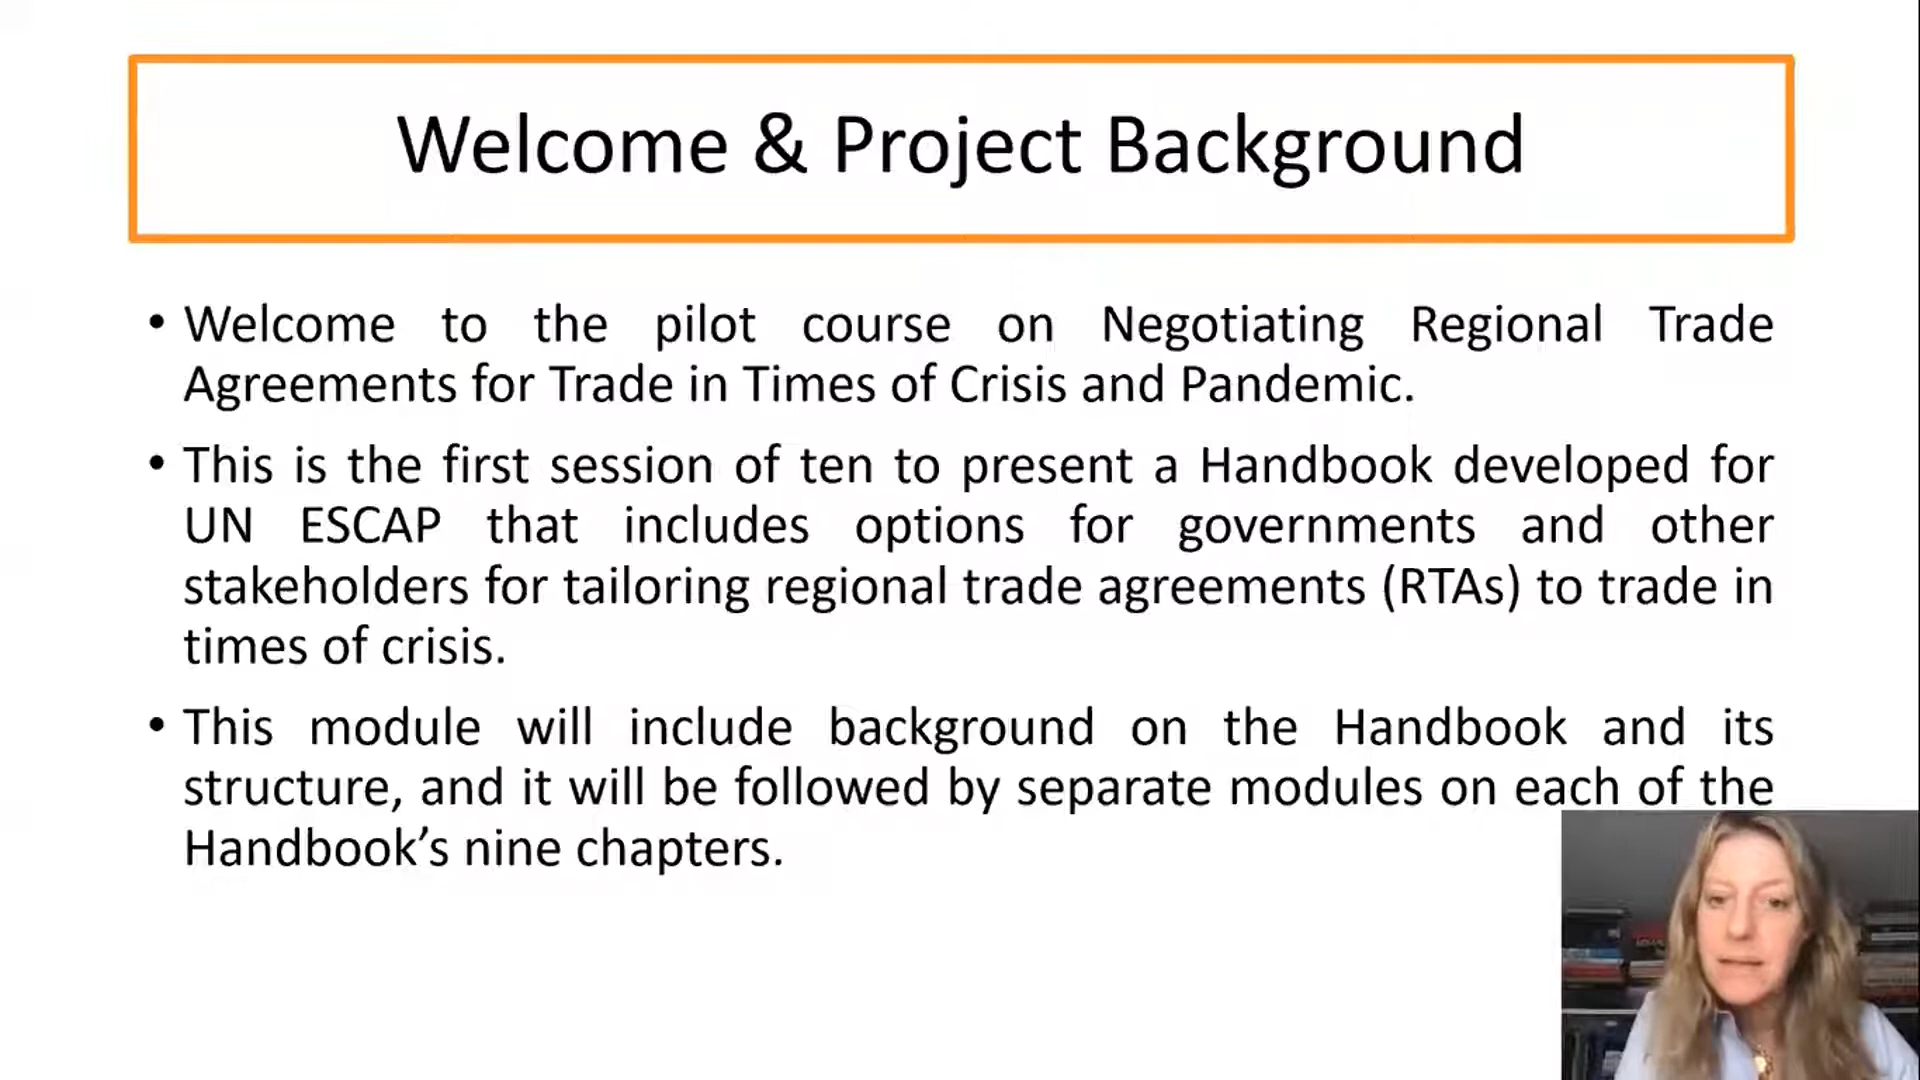 Welcome & Project Background
• Welcome to the pilot course on Negotiating Regional Trade
Agreements for Trade in Times of Crisis and Pandemic.
• This is the first session of ten to present a Handbook developed for
UN ESCAP that includes options for governments and other
stakeholders for tailoring regional trade agreements (RTAs) to trade in
times of crisis.
• This module will include background on the Handbook and its
structure, and it will be followed by separate modules on each of the
Handbook’s nine chapters.